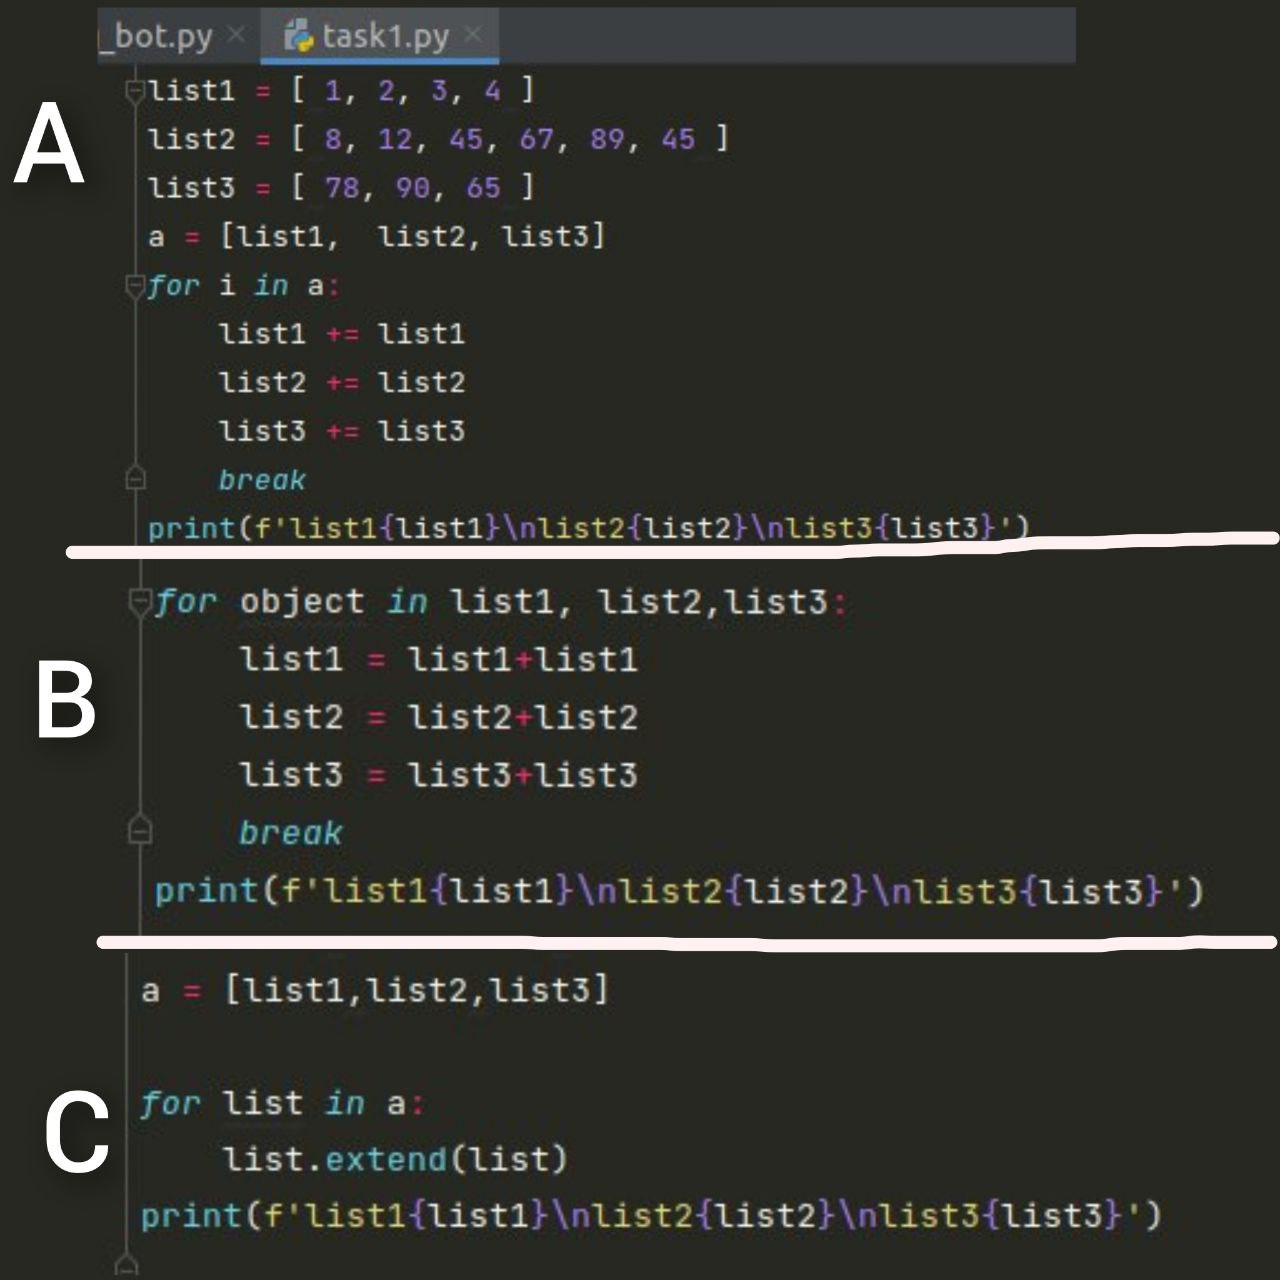 _bot.py × task1.py ×
A
list1 = [ 1, 2, 3, 4 ]
list2 = [ 8, 12, 45, 67, 89, 45 ]
list3 = [ 78, 90, 65 ]
a = [list1,  list2, list3]
for i in a:
    list1 += list1
    list2 += list2
    list3 += list3
    break
print(f'list1{list1}\nlist2{list2}\nlist3{list3}')
B
for object in list1, list2,list3:
    list1 = list1+list1
    list2 = list2+list2
    list3 = list3+list3
    break
print(f'list1{list1}\nlist2{list2}\nlist3{list3}')
C
a = [list1,list2,list3]
for list in a:
    list.extend(list)
print(f'list1{list1}\nlist2{list2}\nlist3{list3}')